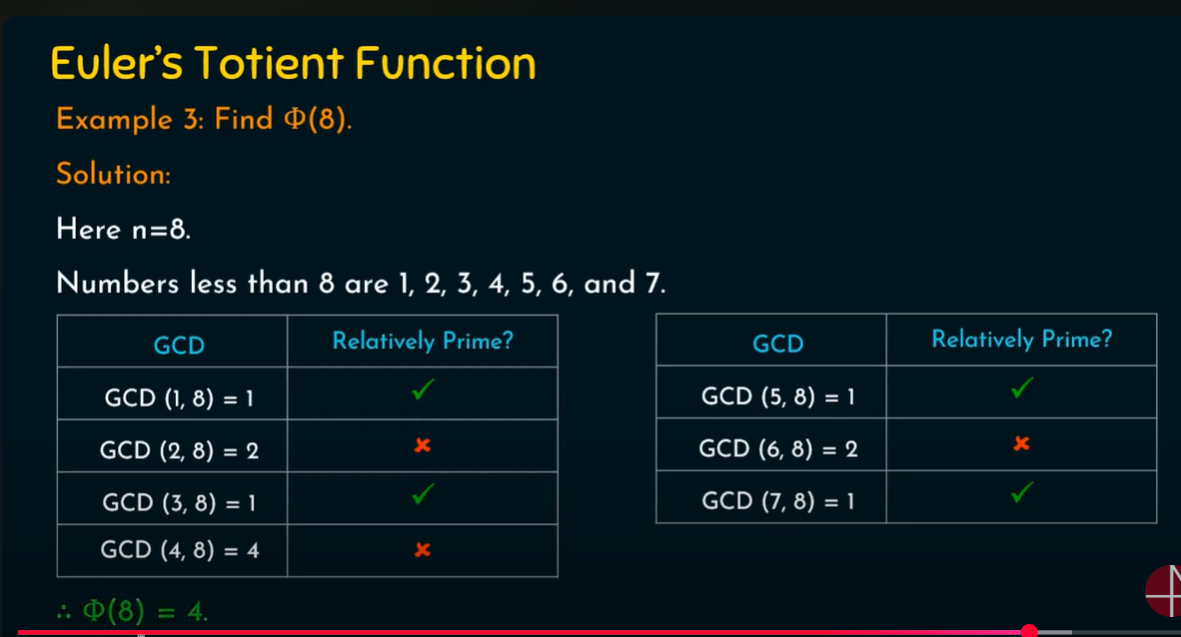 Euler's Totient Function
Example 3: Find Φ(8).
Solution:
Here n=8.
Numbers less than 8 are 1, 2, 3, 4, 5, 6, and 7.
GCD Relatively Prime?
GCD (1, 8) = 1 ✓
GCD (2, 8) = 2 ✘
GCD (3, 8) = 1 ✓
GCD (4, 8) = 4 ✘
GCD Relatively Prime?
GCD (5, 8) = 1 ✓
GCD (6, 8) = 2 ✘
GCD (7, 8) = 1 ✓
∴ Φ(8) = 4.